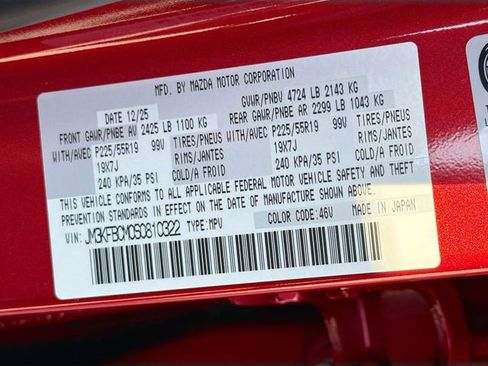 MFD. BY MAZDA MOTOR CORPORATION
DATE 12/25 GVWR/PNBV 4724 LB 2143 KG
FRONT GAWR/PNBE AV 2425 LB 1100 KG REAR GAWR/PNBE AR 2299 LB 1043 KG
WITH/AVEC P225/55R19 99V TIRES/PNEUS WITH/AVEC P225/55R19 99V TIRES/PNEUS
19X7J RIMS/JANTES 19X7J RIMS/JANTES
240 KPA/35 PSI COLD/A FROID 240 KPA/35 PSI COLD/A FROID
THIS VEHICLE CONFORMS TO ALL APPLICABLE FEDERAL MOTOR VEHICLE SAFETY AND THEFT
PREVENTION STANDARDS IN EFFECT ON THE DATE OF MANUFACTURE SHOWN ABOVE.
VIN: JM3KFBCM0S0810322 TYPE:MPV COLOR CODE:46V MADE IN JAPAN